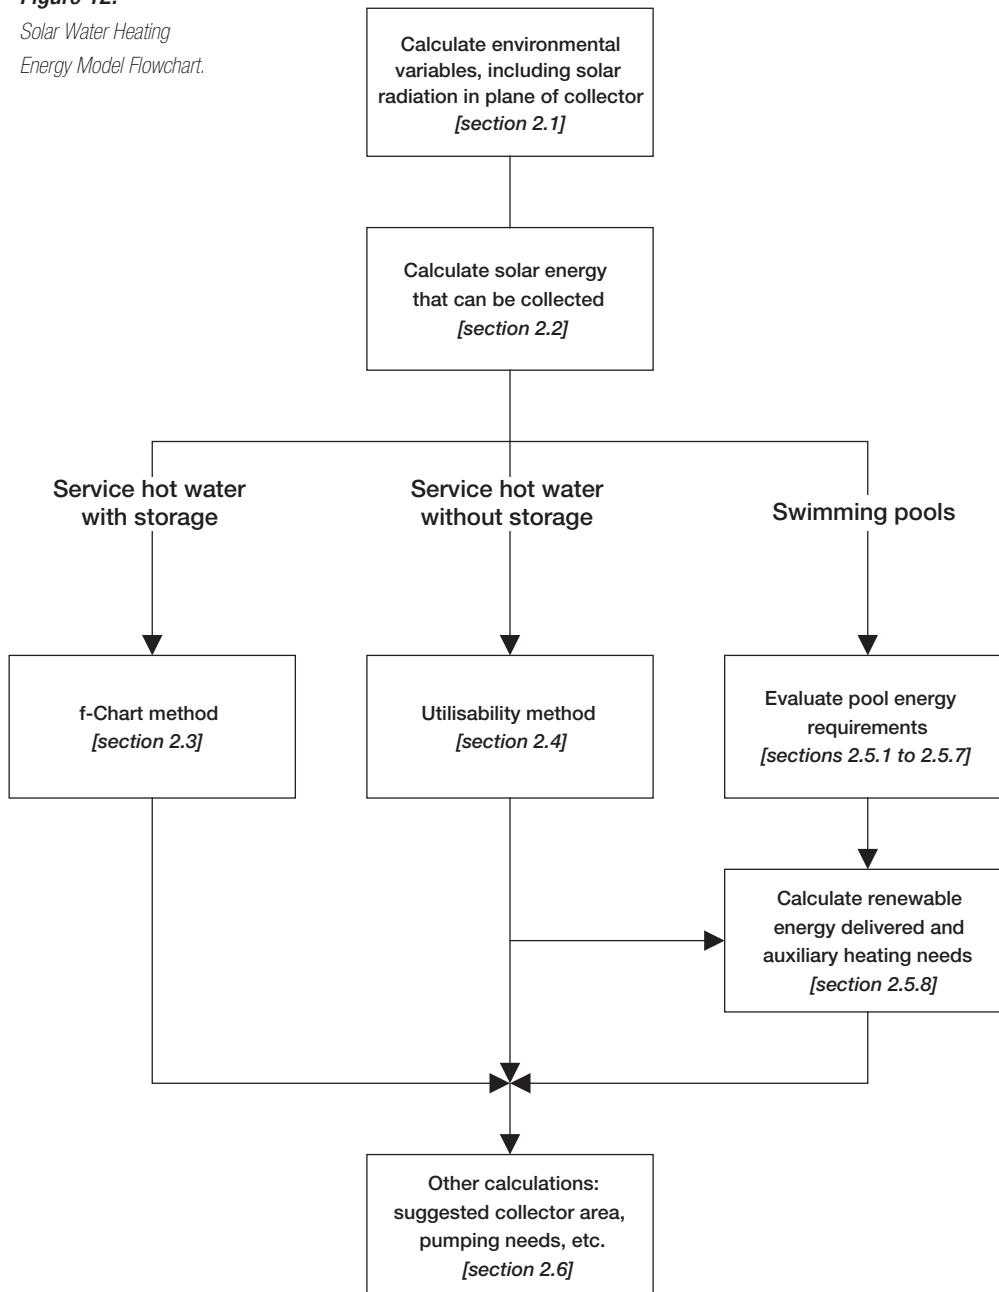 Figure 12:
Solar Water Heating
Energy Model Flowchart.
Calculate environmental
variables, including solar
radiation in plane of collector
[section 2.1]
Calculate solar energy
that can be collected
[section 2.2]
Service hot water
with storage
Service hot water
without storage
Swimming pools
f-Chart method
[section 2.3]
Utilisability method
[section 2.4]
Evaluate pool energy
requirements
[sections 2.5.1 to 2.5.7]
Calculate renewable
energy delivered and
auxiliary heating needs
[section 2.5.8]
Other calculations:
suggested collector area,
pumping needs, etc.
[section 2.6]